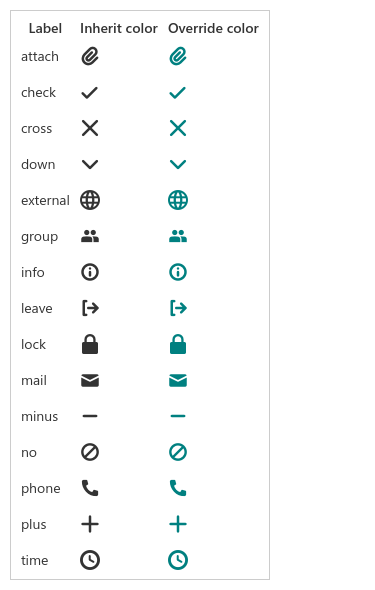 Label Inherit color Override color
attach
check
cross
down
external
group
info
leave
lock
mail
minus
no
phone
plus
time